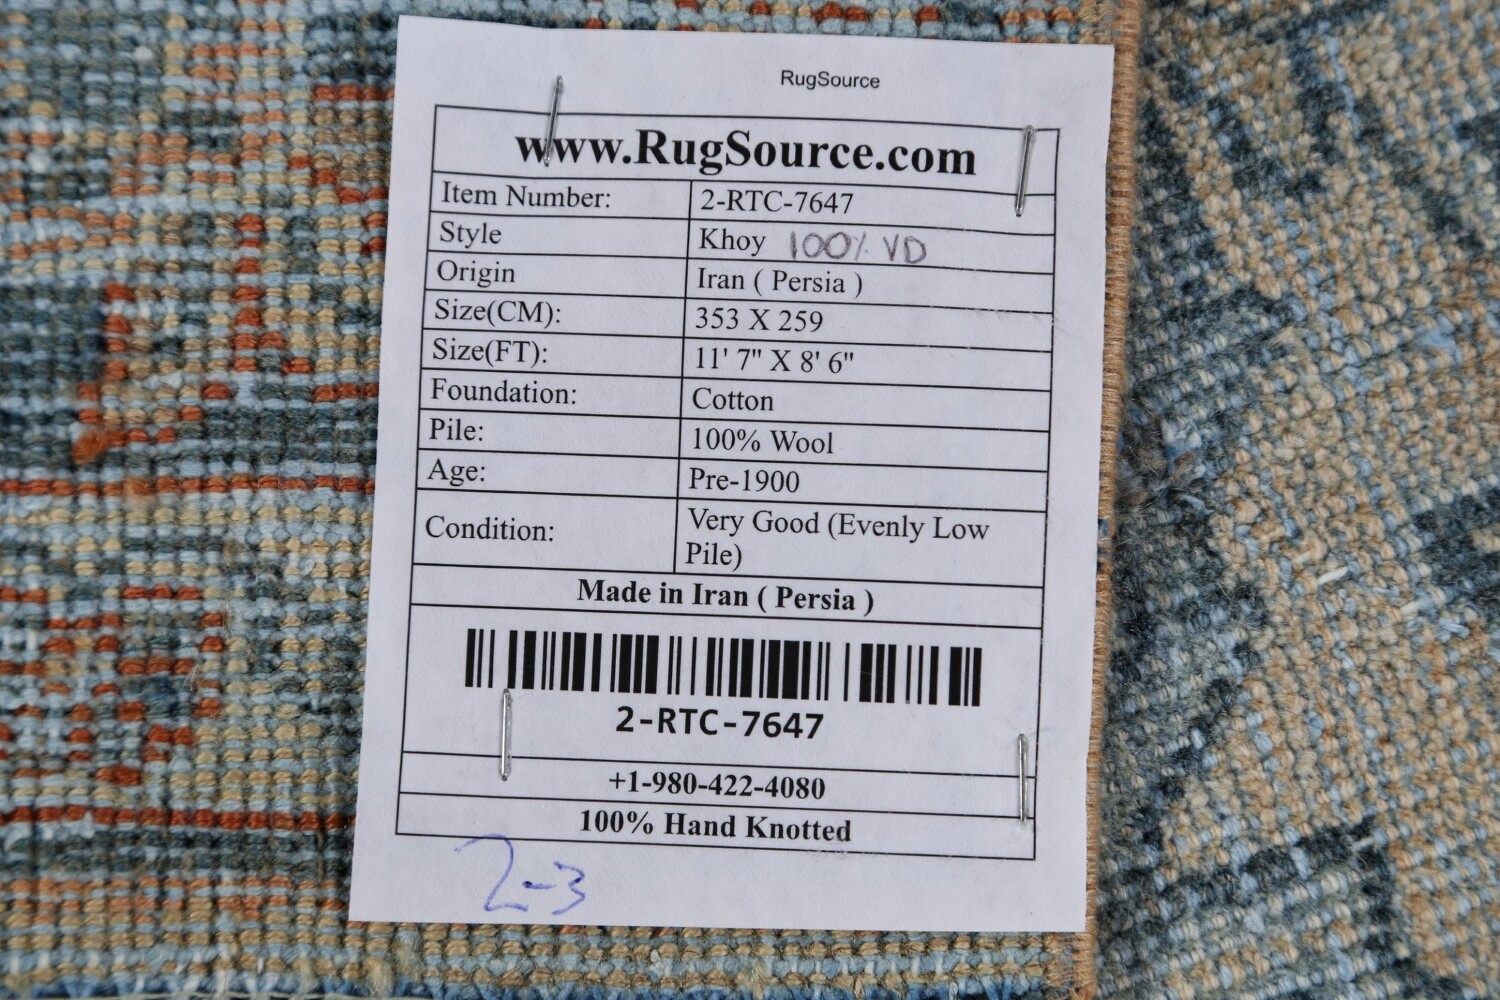 RugSource
www.RugSource.com
Item Number: 2-RTC-7647
Style Khoy 100% VD
Origin Iran ( Persia )
Size(CM): 353 X 259
Size(FT): 11' 7" X 8' 6"
Foundation: Cotton
Pile: 100% Wool
Age: Pre-1900
Condition: Very Good (Evenly Low
Pile)
Made in Iran ( Persia )
2-RTC-7647
+1-980-422-4080
100% Hand Knotted
2-3